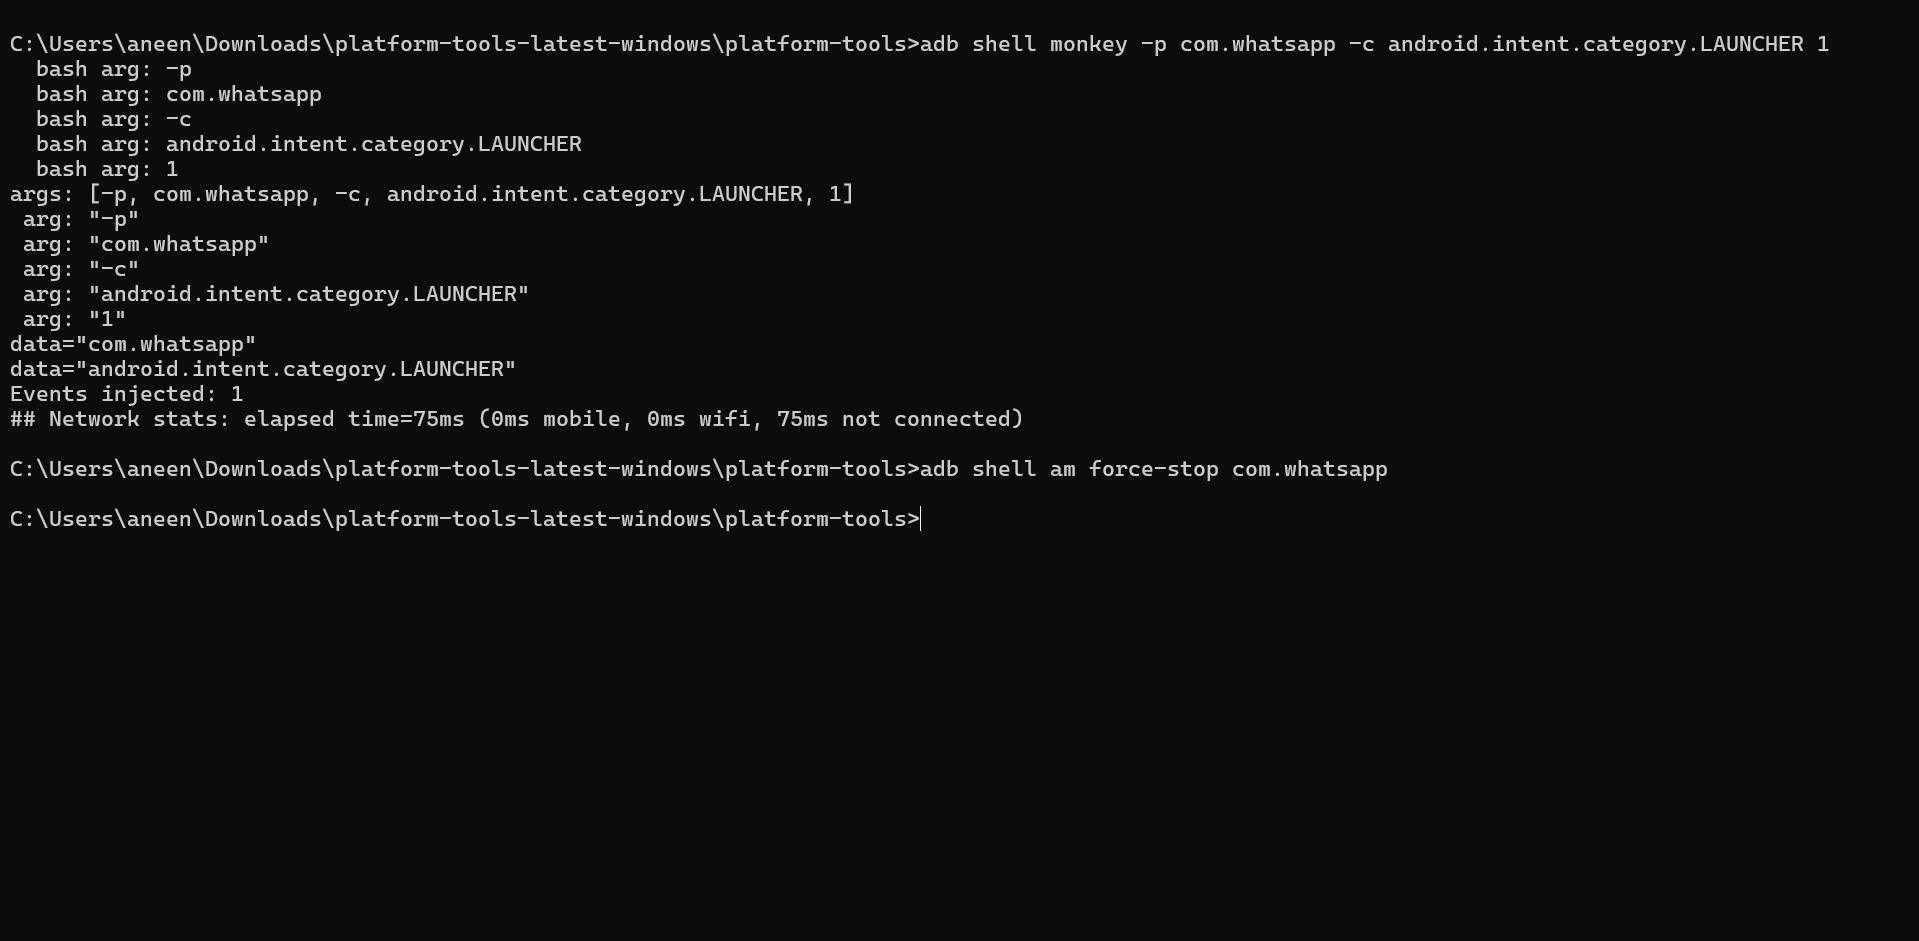 C:\Users\aneen\Downloads\platform-tools-latest-windows\platform-tools>adb shell monkey -p com.whatsapp -c android.intent.category.LAUNCHER 1
  bash arg: -p
  bash arg: com.whatsapp
  bash arg: -c
  bash arg: android.intent.category.LAUNCHER
  bash arg: 1
args: [-p, com.whatsapp, -c, android.intent.category.LAUNCHER, 1]
 arg: "-p"
 arg: "com.whatsapp"
 arg: "-c"
 arg: "android.intent.category.LAUNCHER"
 arg: "1"
data="com.whatsapp"
data="android.intent.category.LAUNCHER"
Events injected: 1
## Network stats: elapsed time=75ms (0ms mobile, 0ms wifi, 75ms not connected)
C:\Users\aneen\Downloads\platform-tools-latest-windows\platform-tools>adb shell am force-stop com.whatsapp
C:\Users\aneen\Downloads\platform-tools-latest-windows\platform-tools>